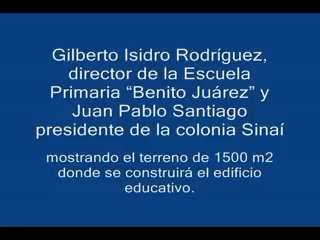 Gilberto Isidro Rodríguez,
director de la Escuela
Primaria “Benito Juárez” y
Juan Pablo Santiago
presidente de la colonia Sinaí
mostrando el terreno de 1500 m2
donde se construirá el edificio
educativo.